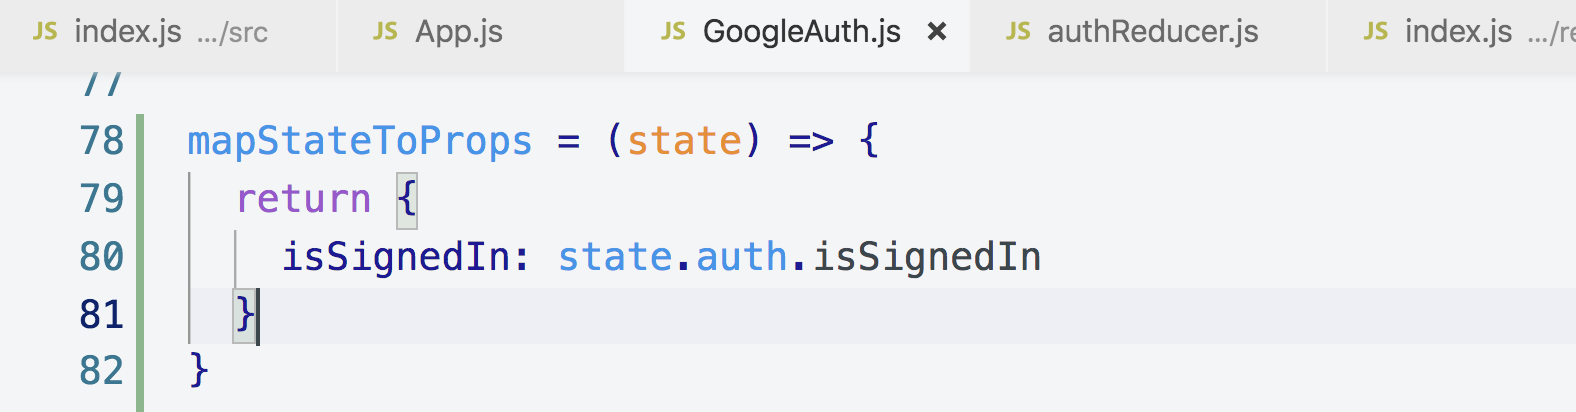 JS index.js .../src JS App.js JS GoogleAuth.js × JS authReducer.js JS index.js .../re
77
78 mapStateToProps = (state) => {
79 return {
80 isSignedIn: state.auth.isSignedIn
81 }
82 }